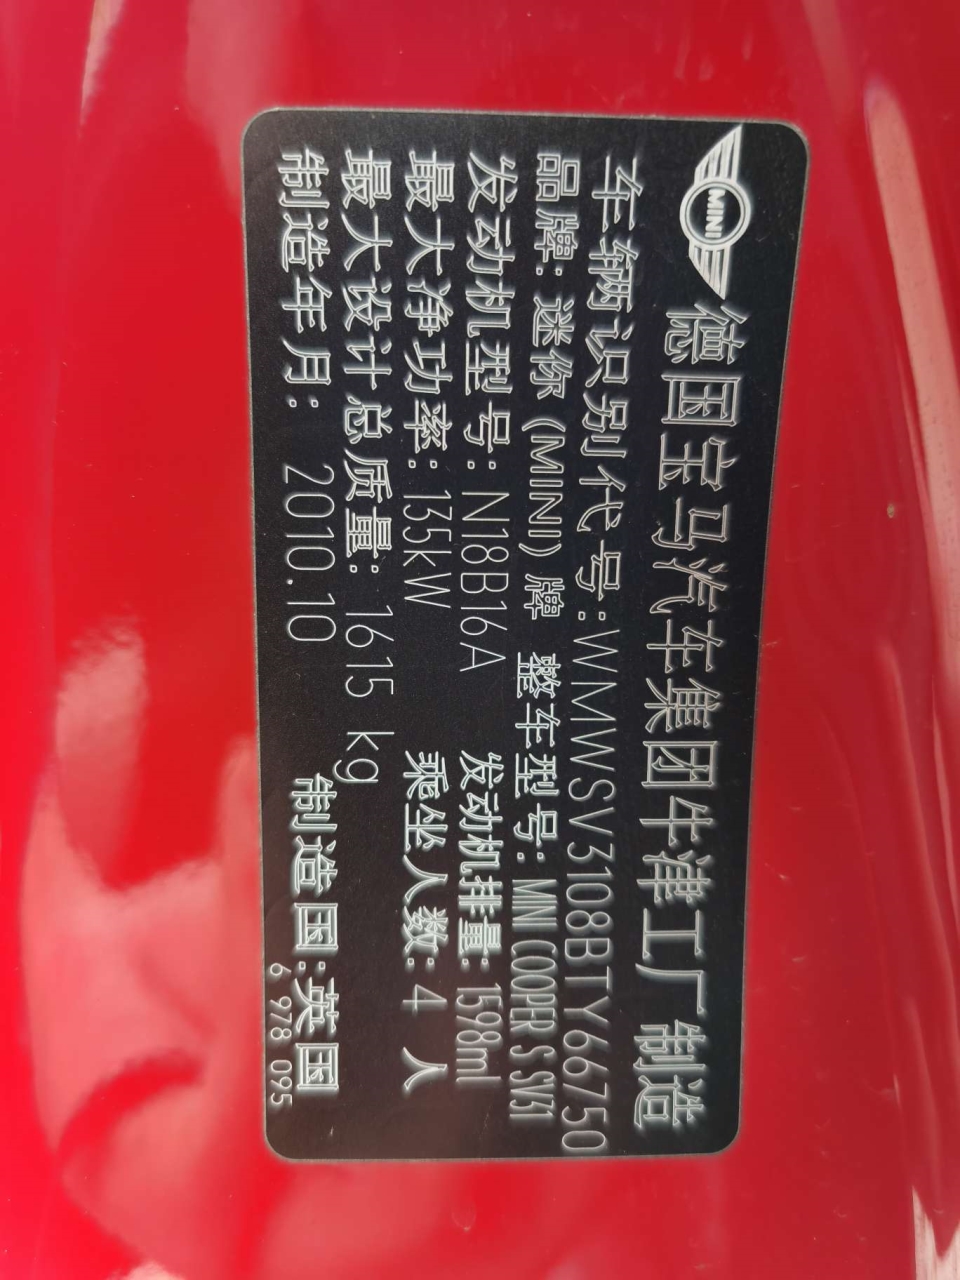 MINI 德国宝马汽车集团牛津工厂制造
车辆识别代号:WMWSV3108BTY66750
品牌: 迷你 (MINI) 牌 整车型号: MINI COOPER S SV31
发动机型号: N18B16A 发动机排量: 1598ml
最大净功率: 135kW 乘坐人数: 4 人
最大设计总质量: 1615 kg
制造年月: 2010.10 制造国:英国
6 978 095